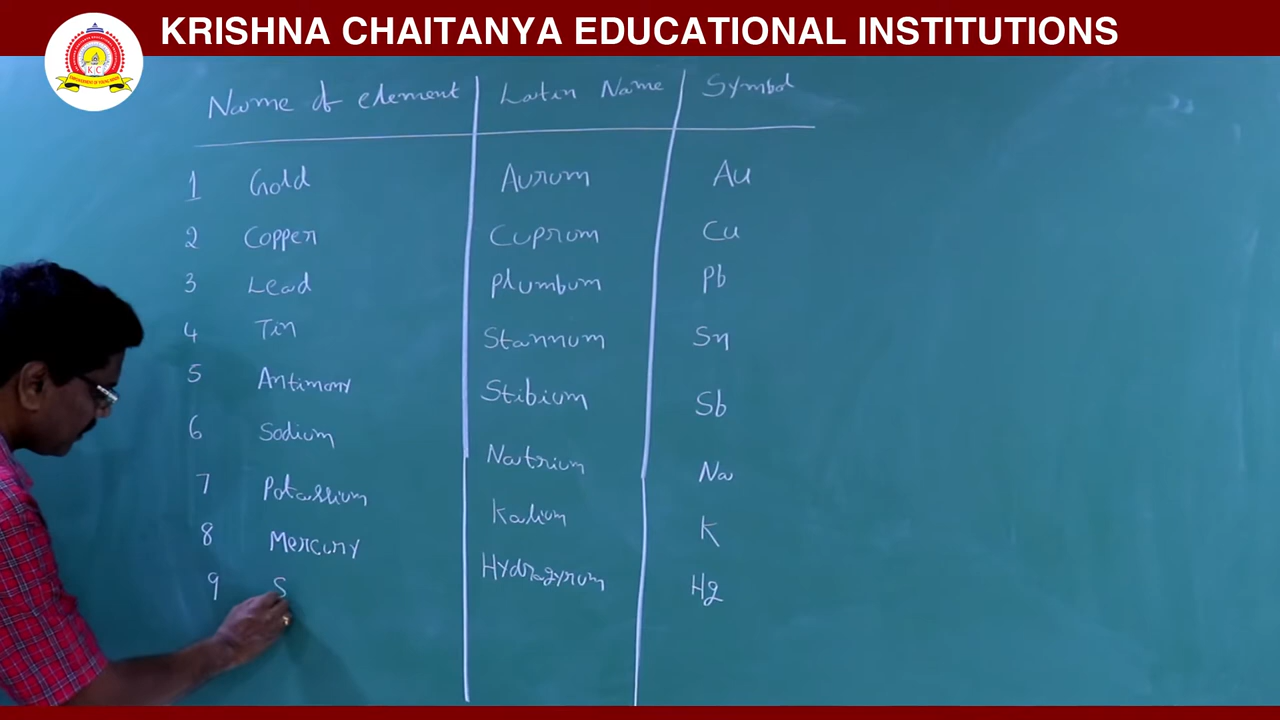 KRISHNA CHAITANYA EDUCATIONAL INSTITUTIONS
K C
Name of element Latin Name Symbol
1 Gold Aurum Au
2 Copper Cuprum Cu
3 Lead Plumbum Pb
4 Tin Stannum Sn
5 Antimony Stibium Sb
6 Sodium Natrium Na
7 Potassium Kalium K
8 Mercury Hydragyrum Hg
9 S